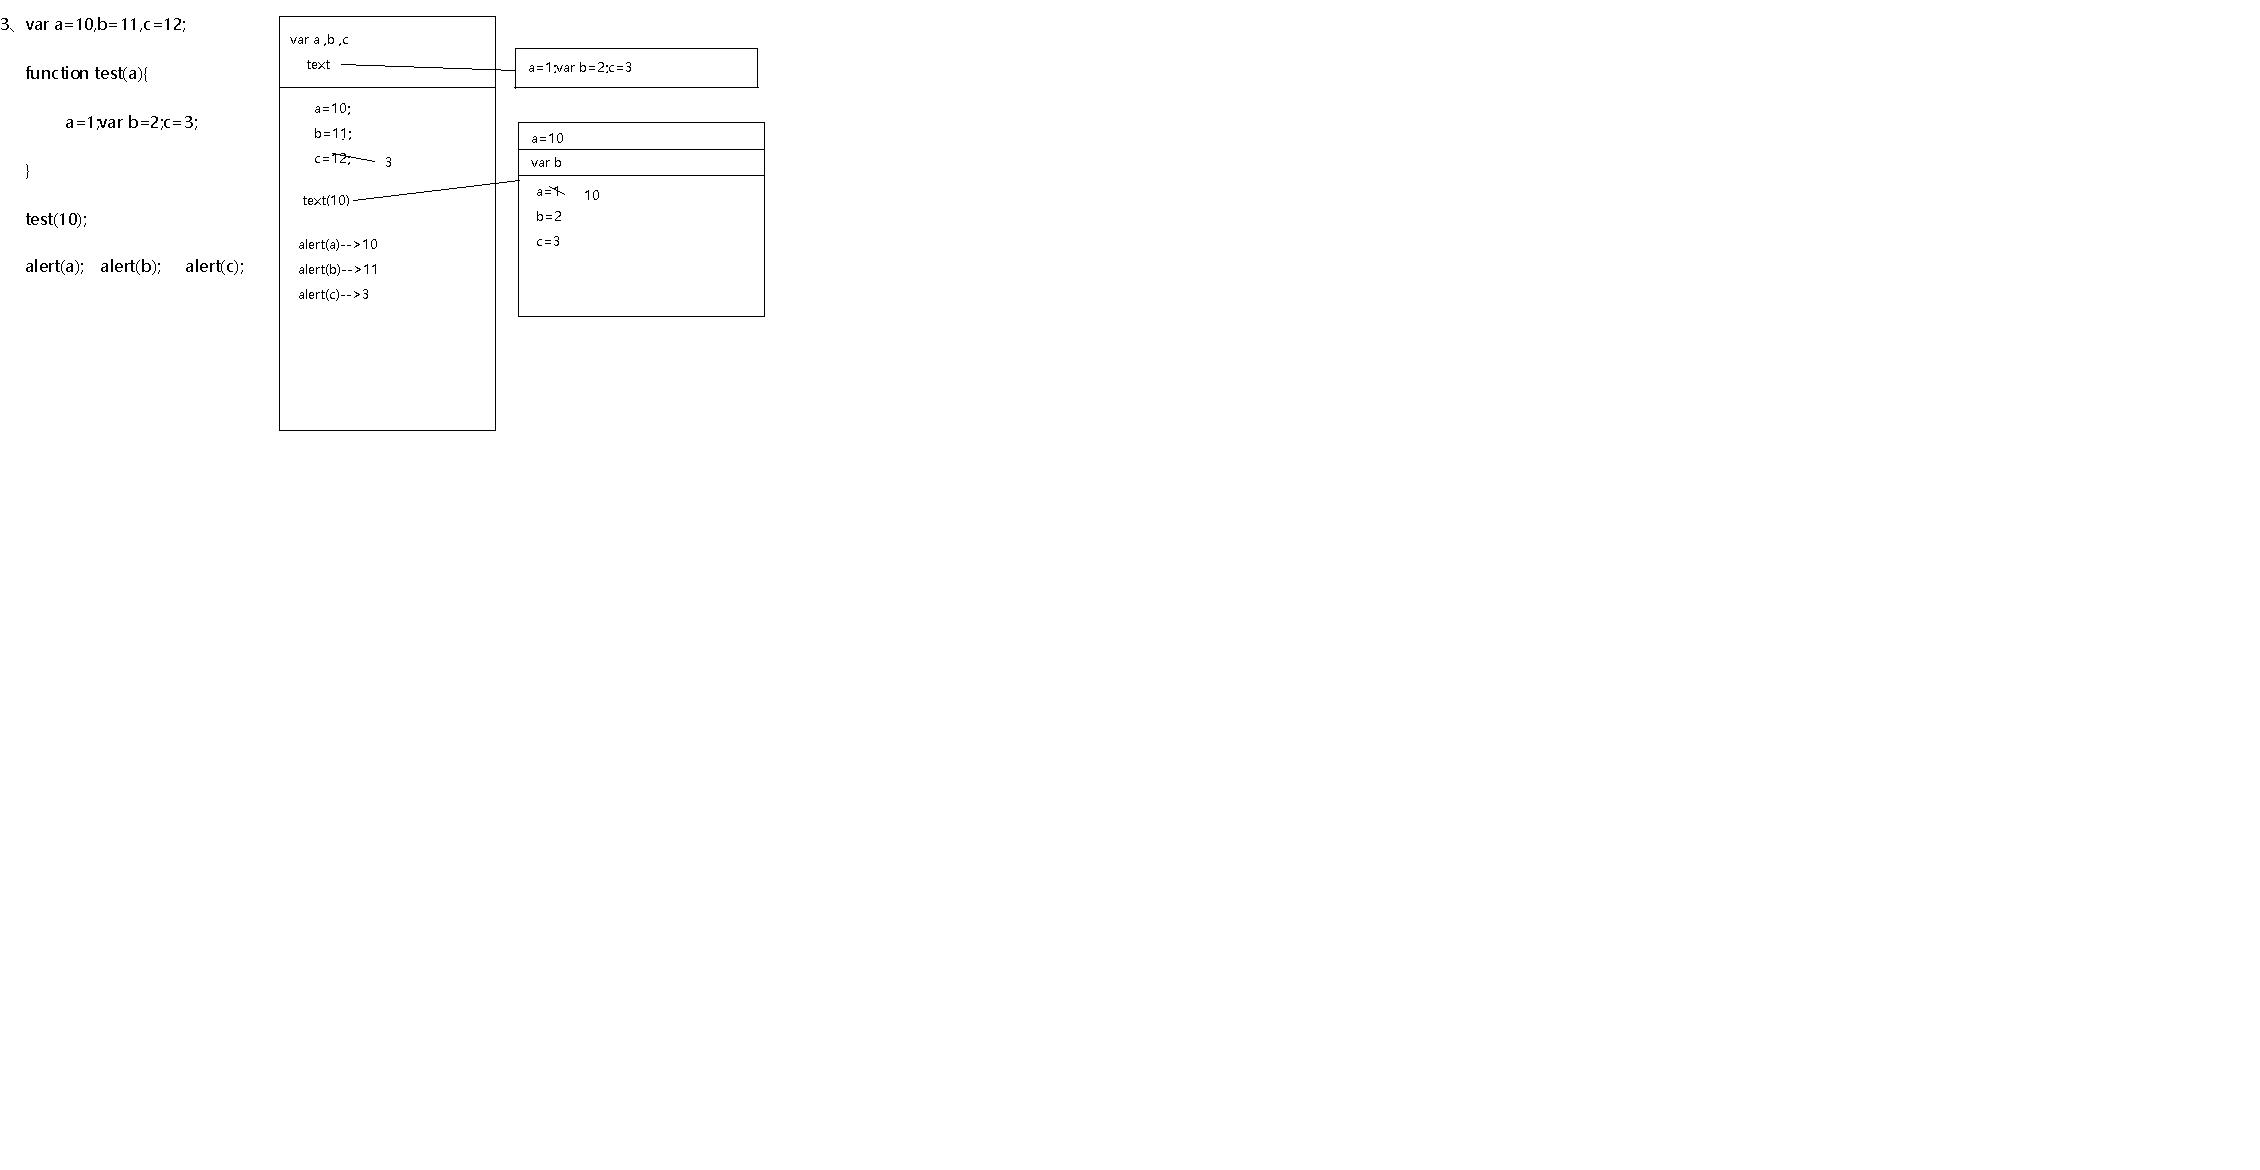 3、var a=10,b=11,c=12;
function test(a){
a=1;var b=2;c=3;
}
test(10);
alert(a); alert(b); alert(c);
var a ,b ,c
text
a=10;
b=11;
c=12;
3
text(10)
alert(a)-->10
alert(b)-->11
alert(c)-->3
a=1;var b=2;c=3
a=10
var b
a=1
10
b=2
c=3